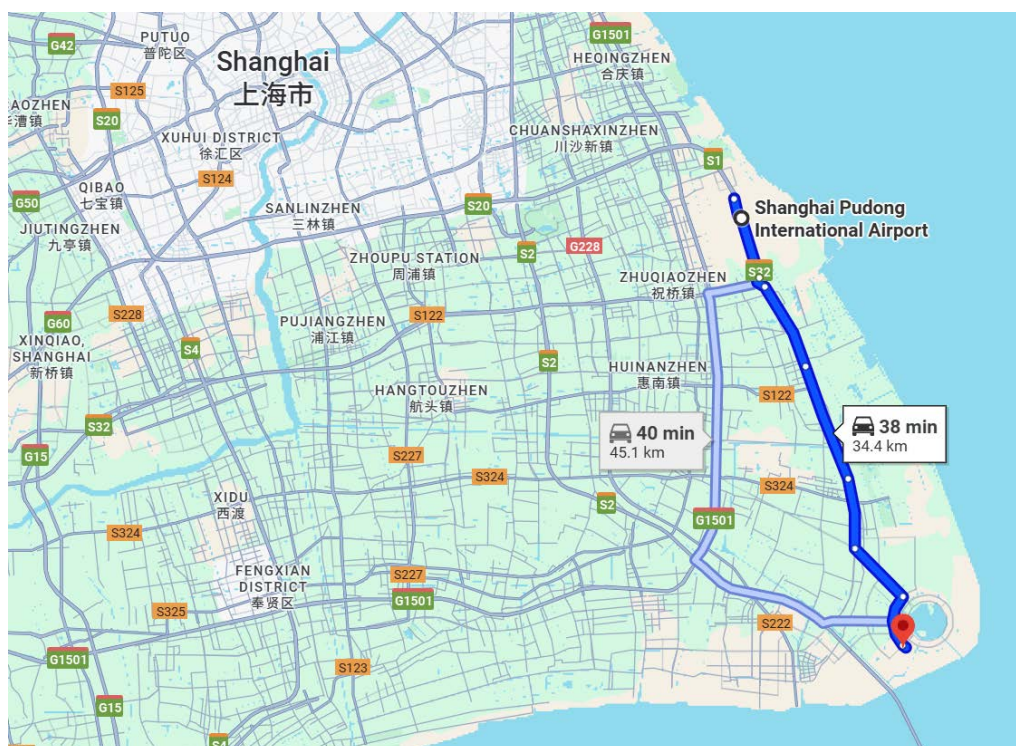 G1501
PUTUO
普陀区
G42
HEQINGZHEN
合庆镇
Shanghai
上海市
S125
S20
CHUANSHAXINZHEN
川沙新镇
XUHUI DISTRICT
徐汇区
S1
S124
QIBAO
七宝镇
G50
SANLINZHEN
三林镇
S20
Shanghai Pudong
International Airport
JIUTINGZHEN
九亭镇
S2
G228
ZHOUPU STATION
周浦镇
ZHUQIAOZHEN
祝桥镇
S32
S228
S122
G60
PUJIANGZHEN
浦江镇
XINQIAO,
SHANGHAI
新桥镇
S4
S2
HUINANZHEN
惠南镇
HANGTOUZHEN
航头镇
S122
S32
40 min
45.1 km
38 min
34.4 km
G15
S227
S324
S324
XIDU
西渡
S2
S324
G1501
FENGXIAN
DISTRICT
奉贤区
S227
G1501
S325
S222
G1501
S123
G15
S4